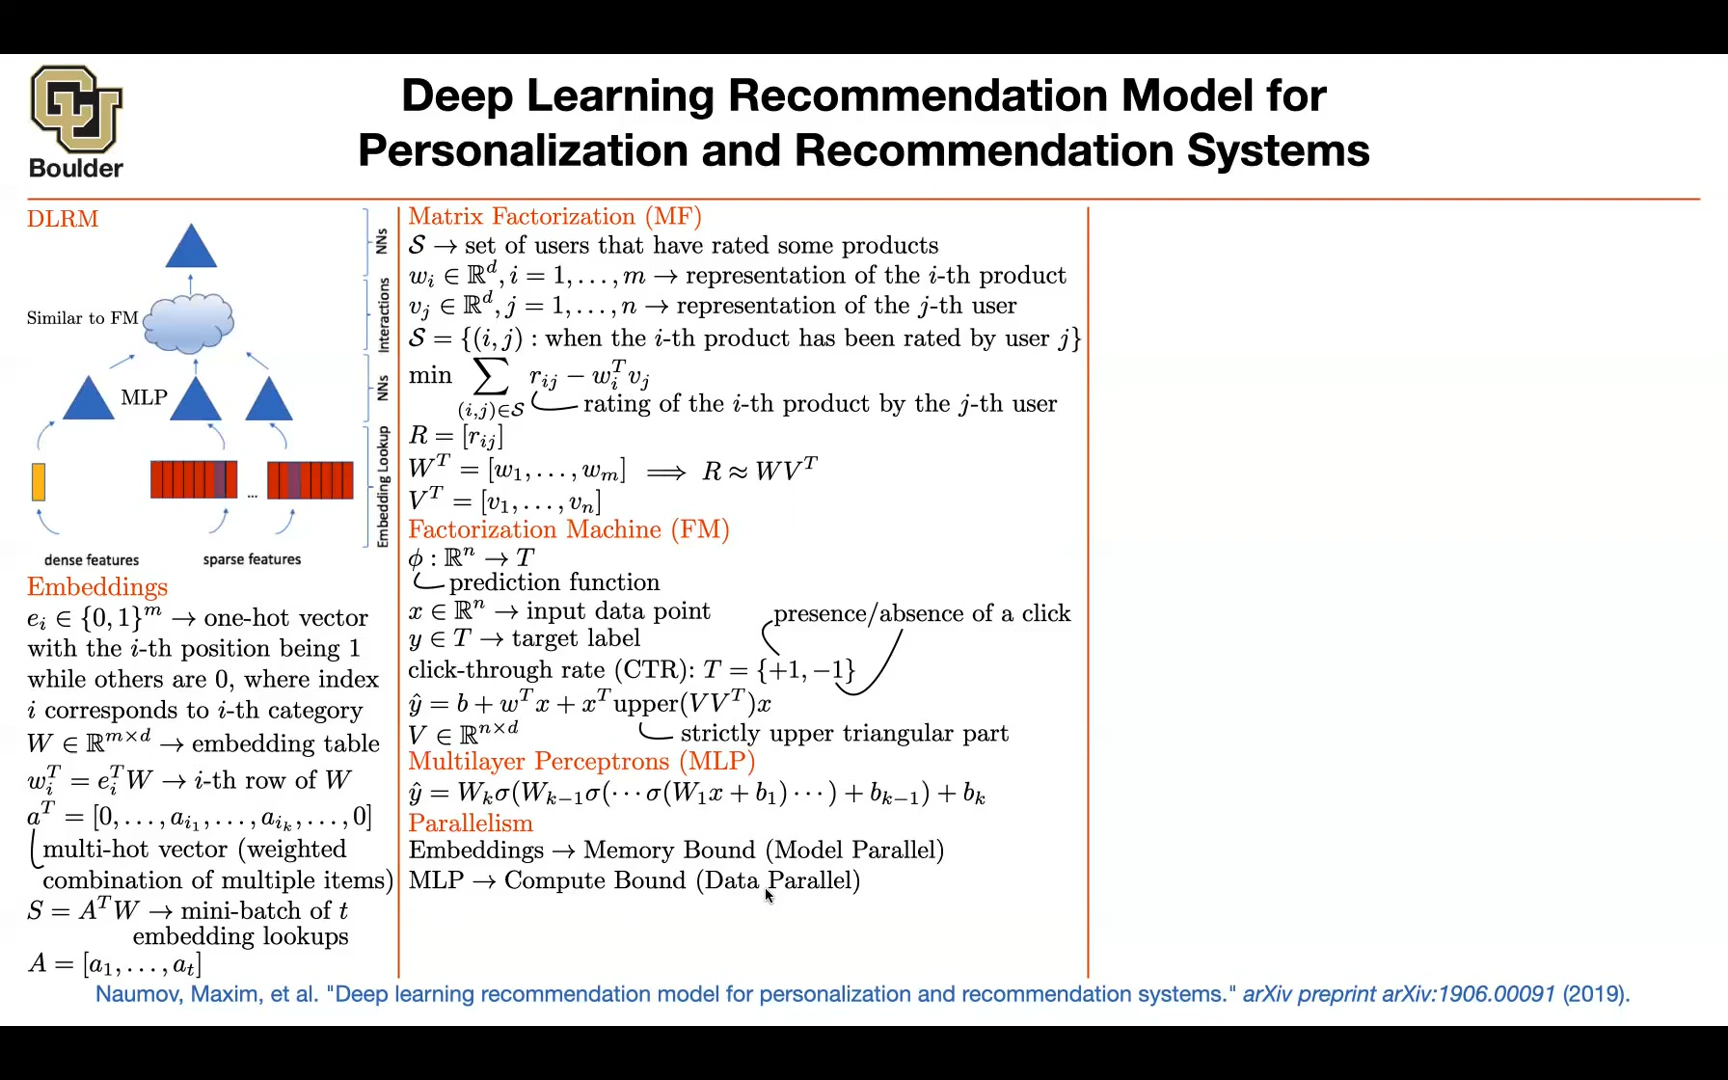 Boulder
Deep Learning Recommendation Model for
Personalization and Recommendation Systems
DLRM
NNs
Similar to FM
Interactions
MLP
NNs
Embedding Lookup
...
dense features
sparse features
Embeddings
e_i ∈ {0, 1}^m → one-hot vector
with the i-th position being 1
while others are 0, where index
i corresponds to i-th category
W ∈ ℝ^{m×d} → embedding table
w_i^T = e_i^T W → i-th row of W
a^T = [0, . . . , a_{i_1}, . . . , a_{i_k}, . . . , 0]
multi-hot vector (weighted
combination of multiple items)
S = A^T W → mini-batch of t
embedding lookups
A = [a_1, . . . , a_t]
Matrix Factorization (MF)
𝒮 → set of users that have rated some products
w_i ∈ ℝ^d, i = 1, . . . , m → representation of the i-th product
v_j ∈ ℝ^d, j = 1, . . . , n → representation of the j-th user
𝒮 = {(i, j) : when the i-th product has been rated by user j}
min ∑_{(i,j)∈𝒮} r_{ij} − w_i^T v_j
rating of the i-th product by the j-th user
R = [r_{ij}]
W^T = [w_1, . . . , w_m] ⟹ R ≈ WV^T
V^T = [v_1, . . . , v_n]
Factorization Machine (FM)
ϕ : ℝ^n → T
prediction function
x ∈ ℝ^n → input data point
presence/absence of a click
y ∈ T → target label
click-through rate (CTR): T = {+1, −1}
ŷ = b + w^T x + x^T upper(VV^T)x
V ∈ ℝ^{n×d}
strictly upper triangular part
Multilayer Perceptrons (MLP)
ŷ = W_k σ(W_{k−1} σ(· · · σ(W_1 x + b_1) · · · ) + b_{k−1}) + b_k
Parallelism
Embeddings → Memory Bound (Model Parallel)
MLP → Compute Bound (Data Parallel)
Naumov, Maxim, et al. "Deep learning recommendation model for personalization and recommendation systems." arXiv preprint arXiv:1906.00091 (2019).